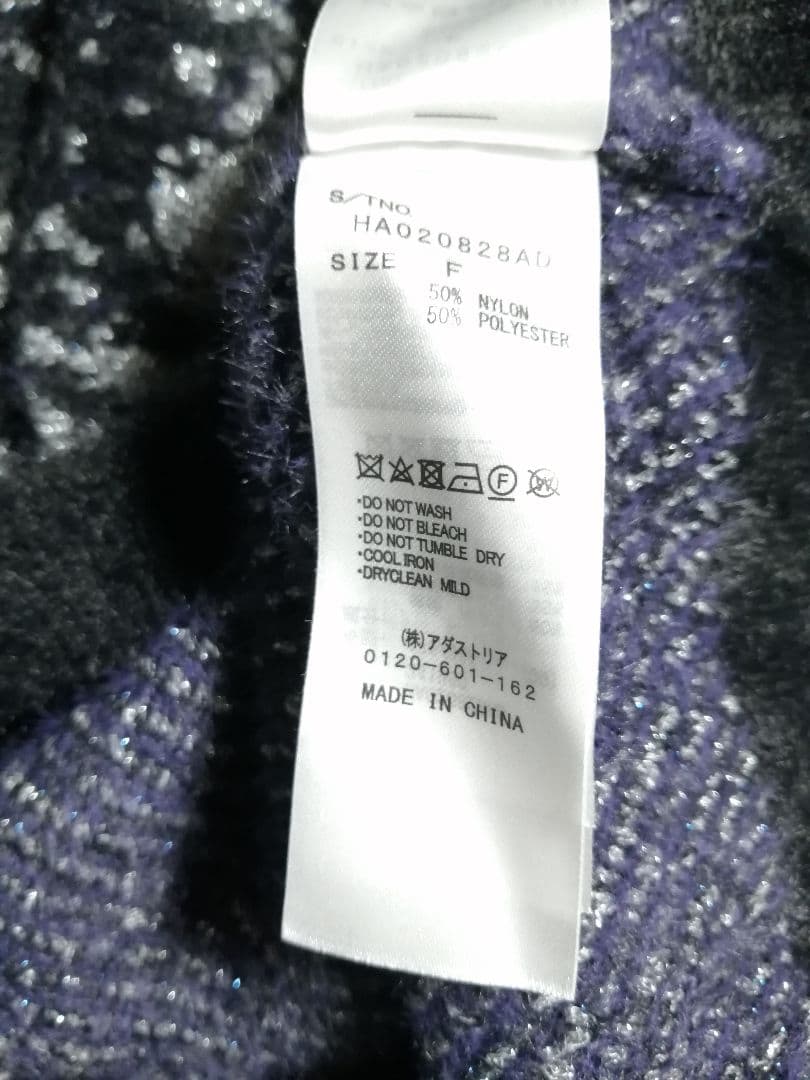 S/TNO.
HA020828AD
SIZE F
50% NYLON
50% POLYESTER
F
W
・DO NOT WASH
・DO NOT BLEACH
・DO NOT TUMBLE DRY
・COOL IRON
・DRYCLEAN MILD
(株)アダストリア
0120-601-162
MADE IN CHINA